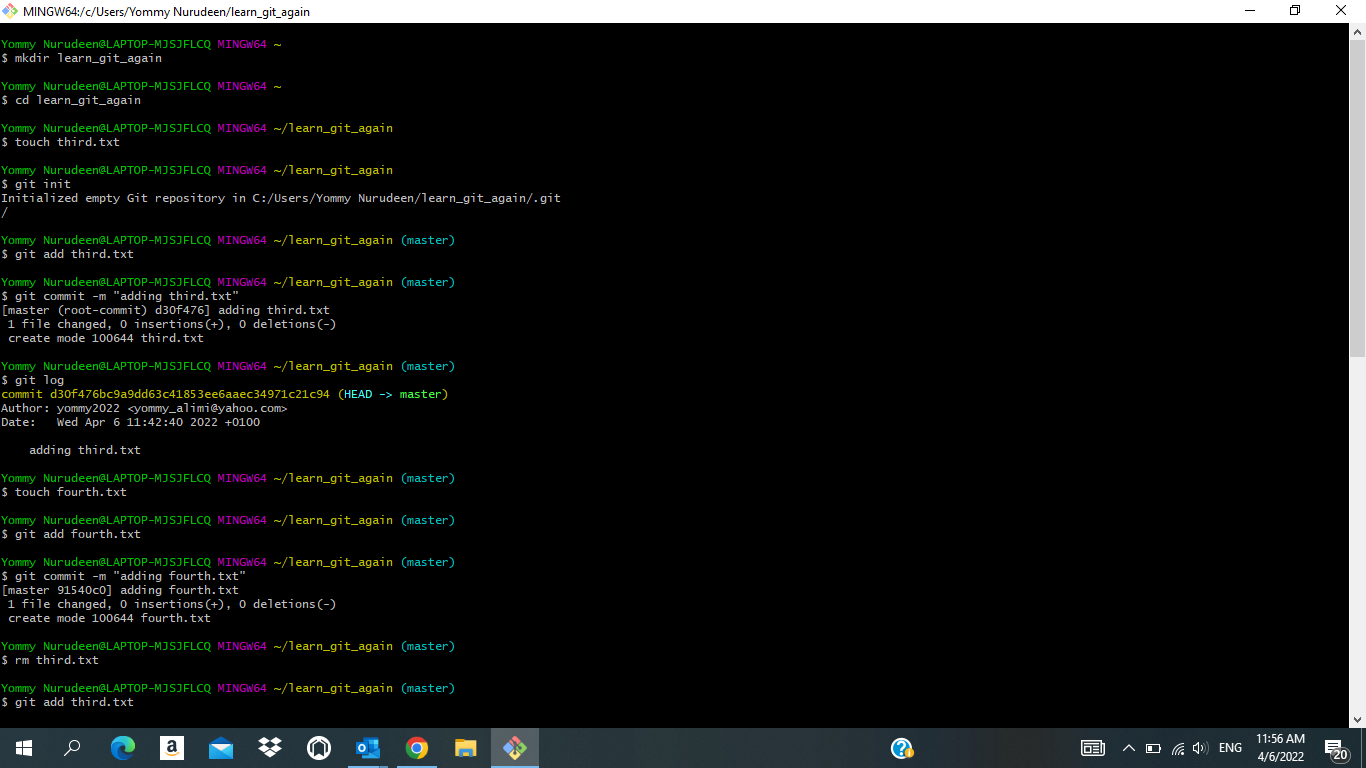 MINGW64:/c/Users/Yommy Nurudeen/learn_git_again
Yommy Nurudeen@LAPTOP-MJSJFLCQ MINGW64 ~
$ mkdir learn_git_again
Yommy Nurudeen@LAPTOP-MJSJFLCQ MINGW64 ~
$ cd learn_git_again
Yommy Nurudeen@LAPTOP-MJSJFLCQ MINGW64 ~/learn_git_again
$ touch third.txt
Yommy Nurudeen@LAPTOP-MJSJFLCQ MINGW64 ~/learn_git_again
$ git init
Initialized empty Git repository in C:/Users/Yommy Nurudeen/learn_git_again/.git
/
Yommy Nurudeen@LAPTOP-MJSJFLCQ MINGW64 ~/learn_git_again (master)
$ git add third.txt
Yommy Nurudeen@LAPTOP-MJSJFLCQ MINGW64 ~/learn_git_again (master)
$ git commit -m "adding third.txt"
[master (root-commit) d30f476] adding third.txt
 1 file changed, 0 insertions(+), 0 deletions(-)
 create mode 100644 third.txt
Yommy Nurudeen@LAPTOP-MJSJFLCQ MINGW64 ~/learn_git_again (master)
$ git log
commit d30f476bc9a9dd63c41853ee6aaec34971c21c94 (HEAD -> master)
Author: yommy2022 <yommy_alimi@yahoo.com>
Date:   Wed Apr 6 11:42:40 2022 +0100
    adding third.txt
Yommy Nurudeen@LAPTOP-MJSJFLCQ MINGW64 ~/learn_git_again (master)
$ touch fourth.txt
Yommy Nurudeen@LAPTOP-MJSJFLCQ MINGW64 ~/learn_git_again (master)
$ git add fourth.txt
Yommy Nurudeen@LAPTOP-MJSJFLCQ MINGW64 ~/learn_git_again (master)
$ git commit -m "adding fourth.txt"
[master 91540c0] adding fourth.txt
 1 file changed, 0 insertions(+), 0 deletions(-)
 create mode 100644 fourth.txt
Yommy Nurudeen@LAPTOP-MJSJFLCQ MINGW64 ~/learn_git_again (master)
$ rm third.txt
Yommy Nurudeen@LAPTOP-MJSJFLCQ MINGW64 ~/learn_git_again (master)
$ git add third.txt
ENG
11:56 AM
4/6/2022
20